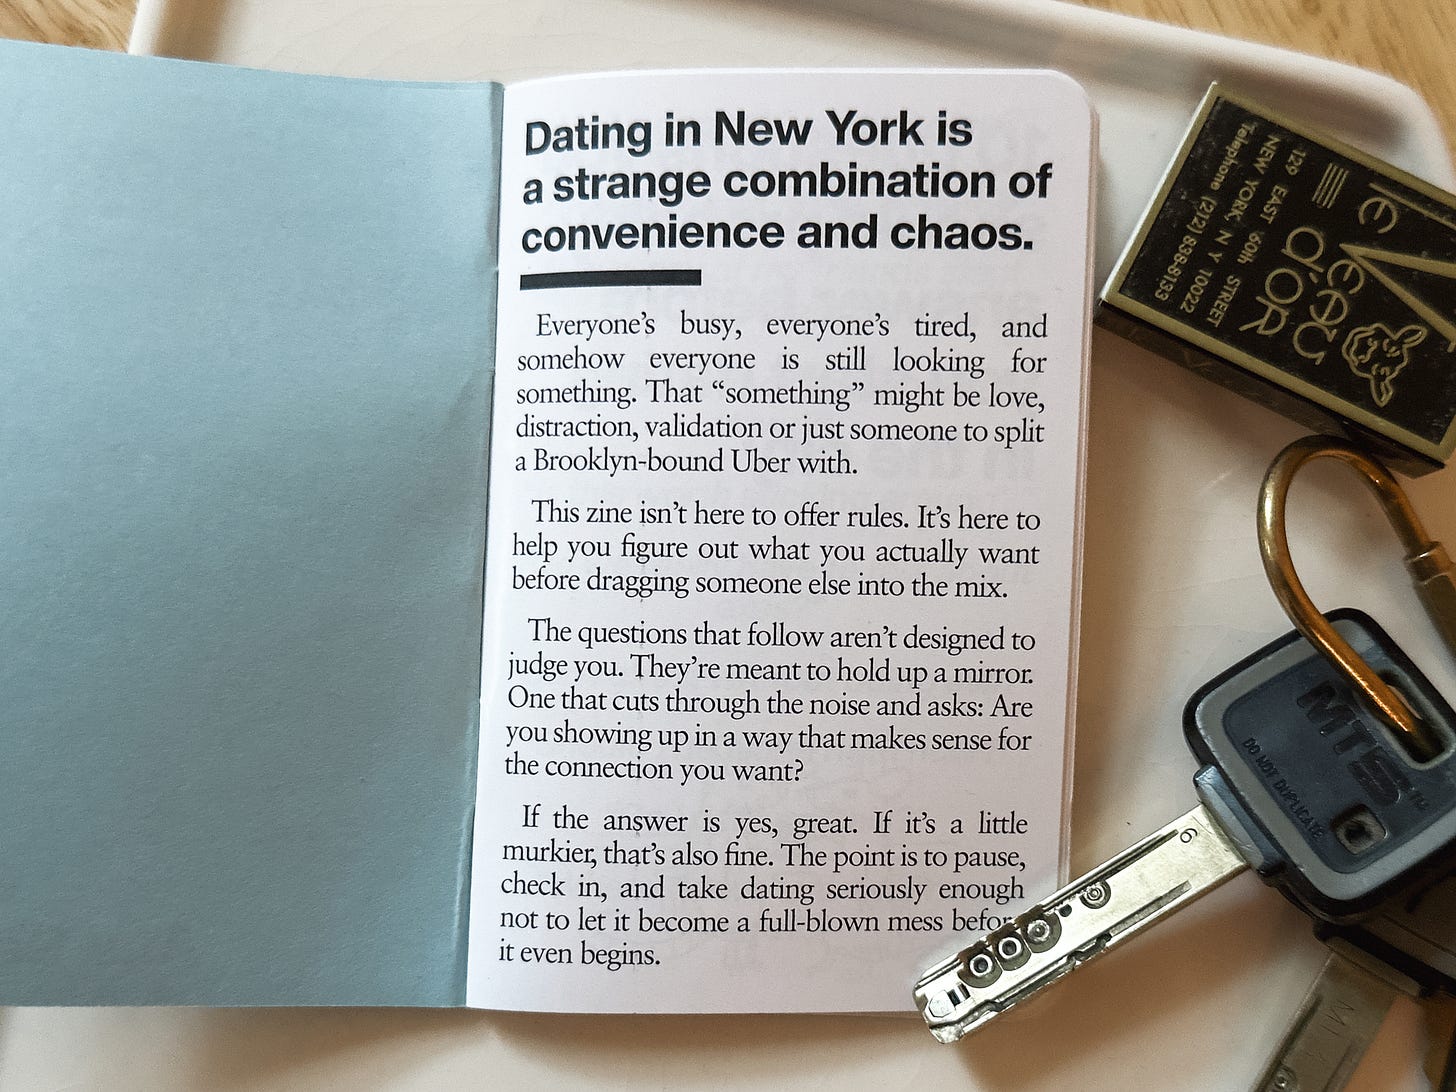 Dating in New York is
a strange combination of
convenience and chaos.
Everyone’s busy, everyone’s tired, and
somehow everyone is still looking for
something. That “something” might be love,
distraction, validation or just someone to split
a Brooklyn-bound Uber with.
This zine isn’t here to offer rules. It’s here to
help you figure out what you actually want
before dragging someone else into the mix.
The questions that follow aren’t designed to
judge you. They’re meant to hold up a mirror.
One that cuts through the noise and asks: Are
you showing up in a way that makes sense for
the connection you want?
If the answer is yes, great. If it’s a little
murkier, that’s also fine. The point is to pause,
check in, and take dating seriously enough
not to let it become a full-blown mess befor
it even begins.
Le
Veau
d'OR
129 EAST 60th STREET
NEW YORK, N Y 10022
Telephone (212) 838-8133
MTS™
DO NOT DUPLICATE
6